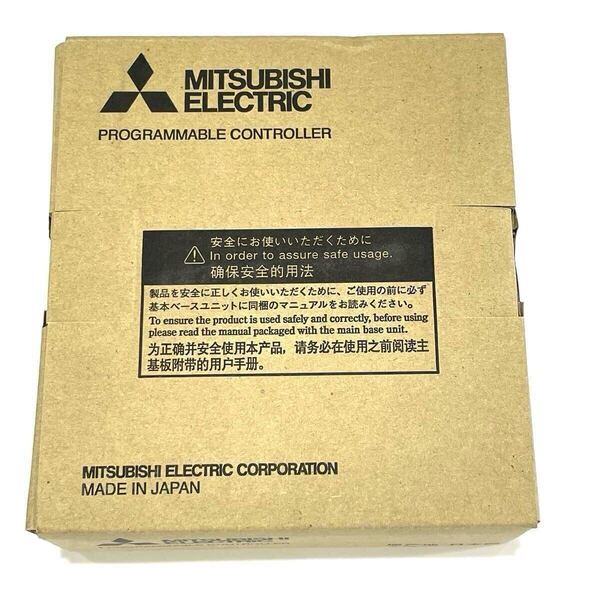 MITSUBISHI
ELECTRIC
PROGRAMMABLE CONTROLLER
安全にお使いいただくために
In order to assure safe usage.
确保安全的用法
製品を安全に正しくお使いいただくために、ご使用の前に必ず
基本ベースユニットに同梱のマニュアルをお読みください。
To ensure the product is used safely and correctly, before using
please read the manual packaged with the main base unit.
为正确并安全使用本产品，请务必在使用之前阅读主
基板附带的用户手册。
MITSUBISHI ELECTRIC CORPORATION
MADE IN JAPAN
MITSUBISHI ELECTRIC
PROGRAMMABLE CONTROLLER